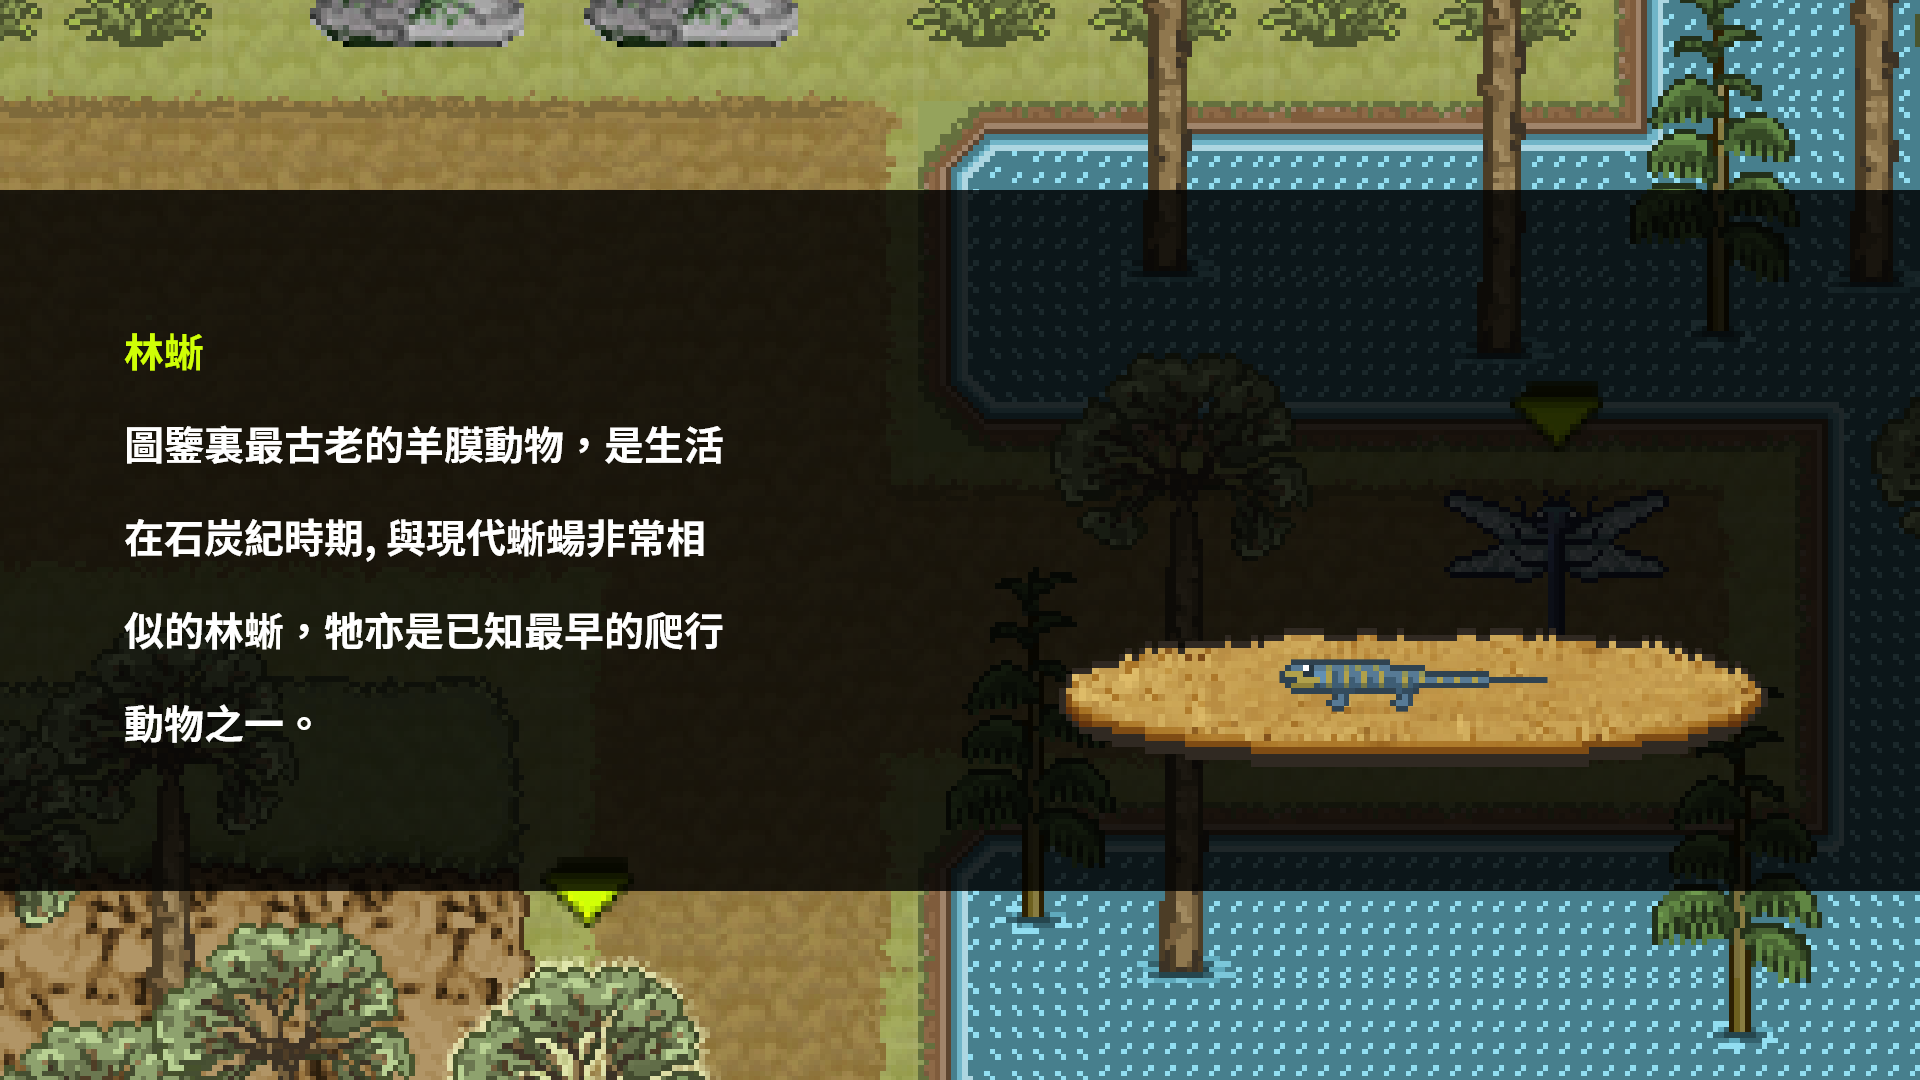 林蜥
圖鑒裏最古老的羊膜動物，是生活
在石炭紀時期, 與現代蜥蜴非常相
似的林蜥，牠亦是已知最早的爬行
動物之一。